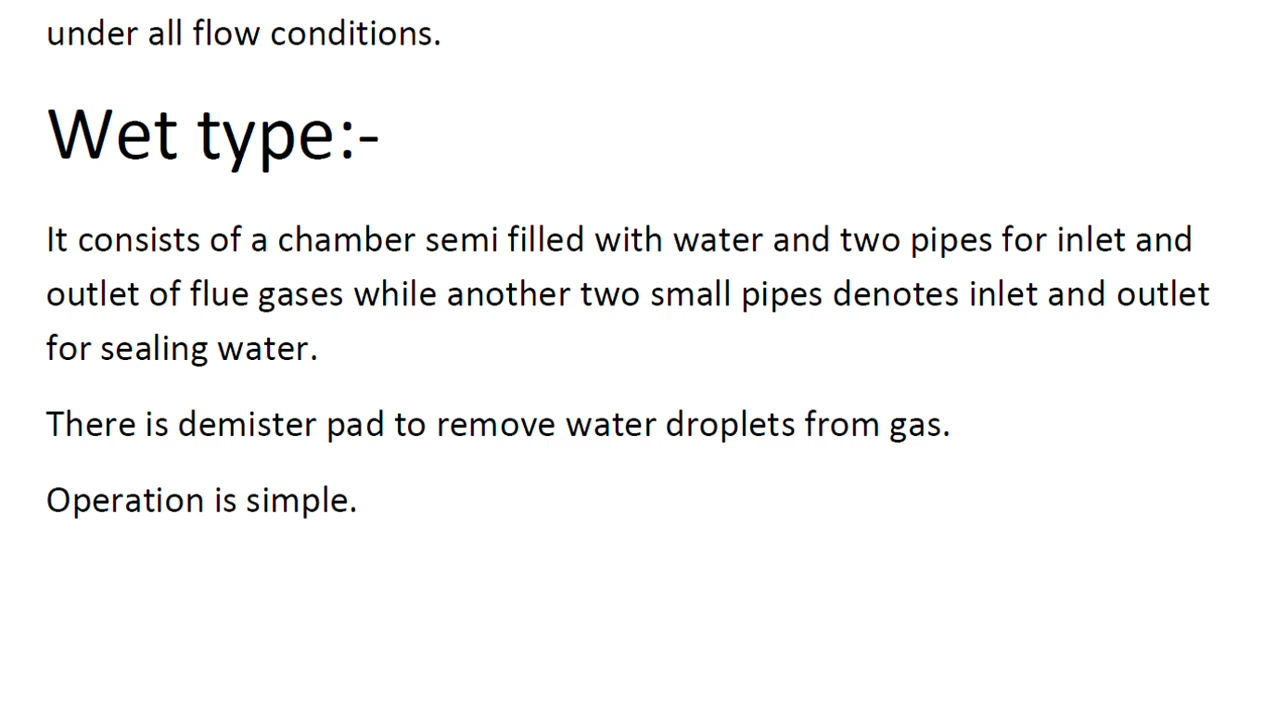 under all flow conditions.
Wet type:-
It consists of a chamber semi filled with water and two pipes for inlet and
outlet of flue gases while another two small pipes denotes inlet and outlet
for sealing water.
There is demister pad to remove water droplets from gas.
Operation is simple.